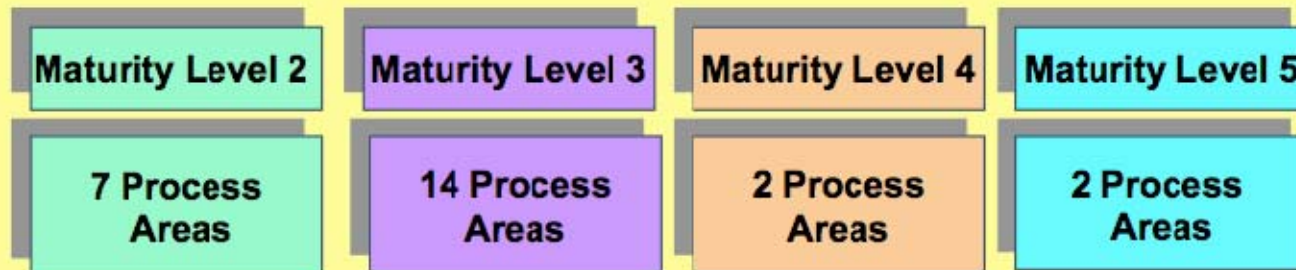 Maturity Level 2
Maturity Level 3
Maturity Level 4
Maturity Level 5
7 Process
Areas
14 Process
Areas
2 Process
Areas
2 Process
Areas